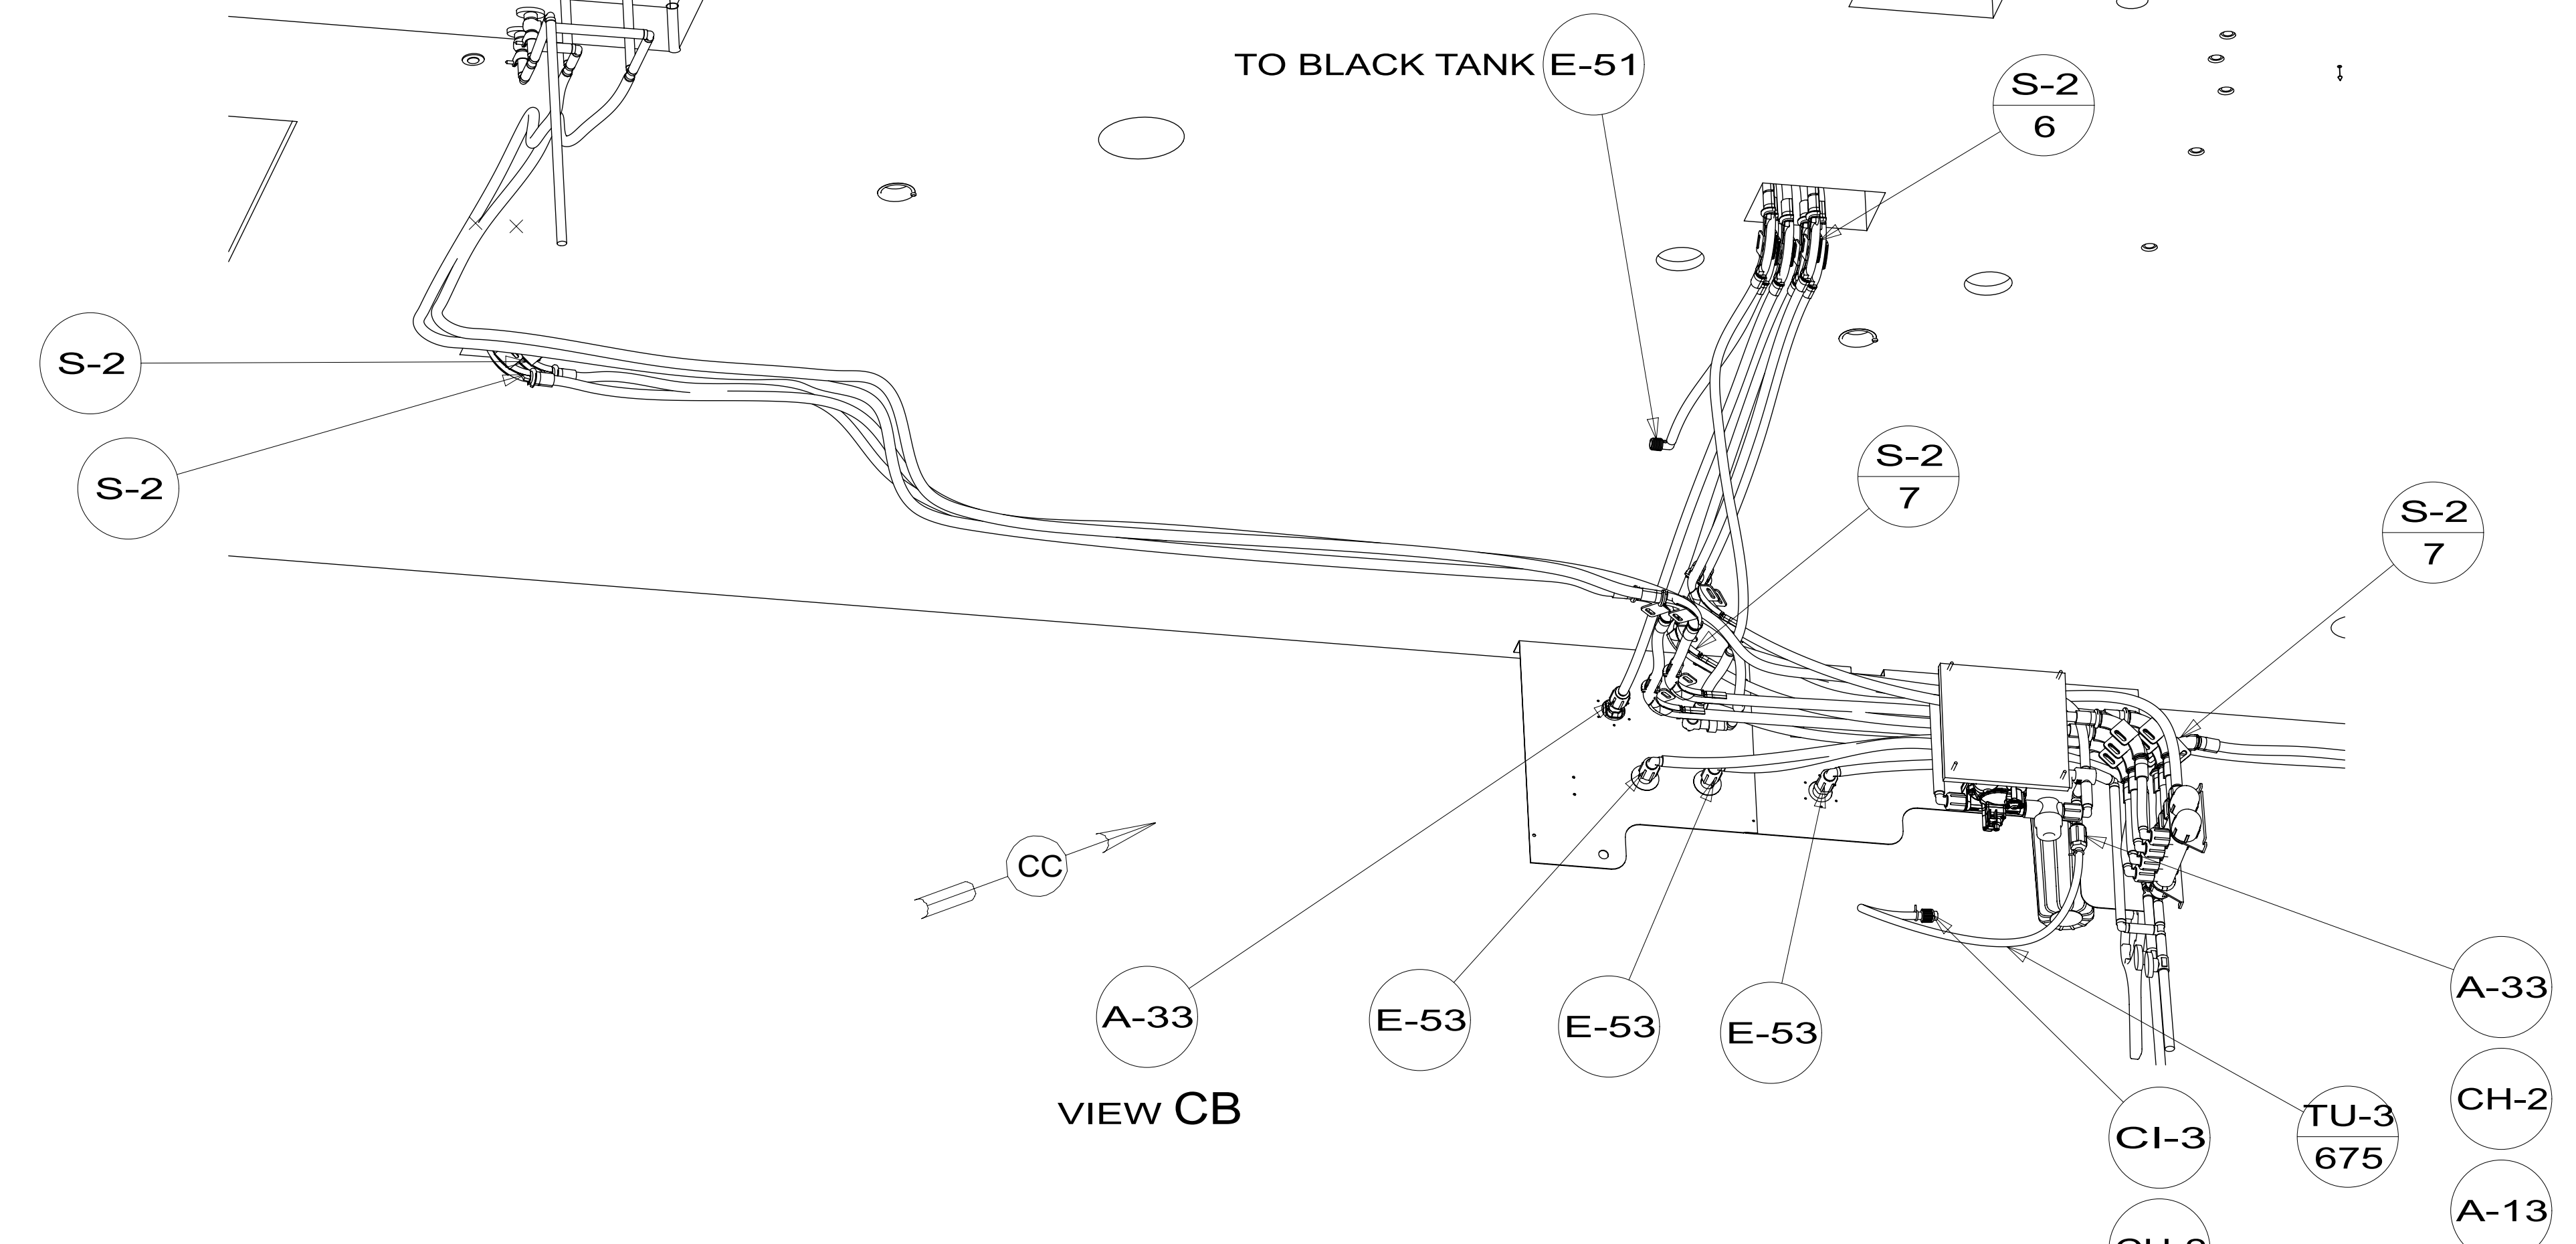 TO BLACK TANK E-51
S-2
6
S-2
S-2
S-2
7
S-2
7
CC
A-33
E-53
E-53
E-53
A-33
CH-2
A-13
CI-3
TU-3
675
VIEW CB